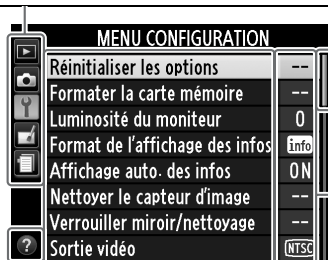 MENU CONFIGURATION
Réinitialiser les options --
Formater la carte mémoire --
Luminosité du moniteur 0
Format de l'affichage des infos info
Affichage auto. des infos ON
Nettoyer le capteur d'image --
Verrouiller miroir/nettoyage --
? Sortie vidéo NTSC